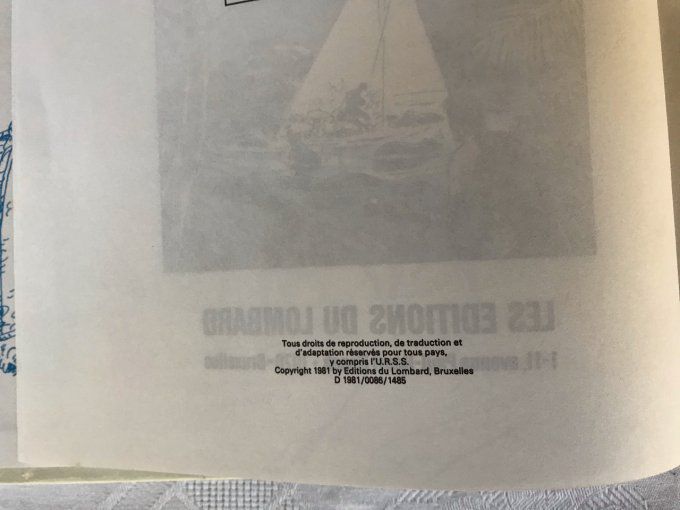 LES EDITIONS DU LOMBARD
Tous droits de reproduction, de traduction et
d'adaptation réservés pour tous pays,
y compris l'U.R.S.S.
Copyright 1981 by Editions du Lombard, Bruxelles
D 1981/0086/1485